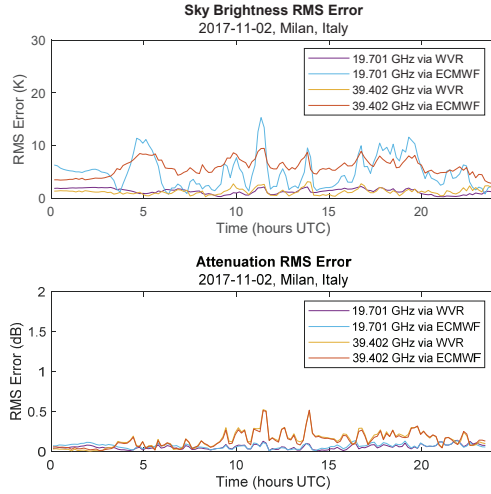 Sky Brightness RMS Error
2017-11-02, Milan, Italy
30
20
10
0
RMS Error (K)
19.701 GHz via WVR
19.701 GHz via ECMWF
39.402 GHz via WVR
39.402 GHz via ECMWF
0 5 10 15 20
Time (hours UTC)
Attenuation RMS Error
2017-11-02, Milan, Italy
2
1.5
1
0.5
0
RMS Error (dB)
19.701 GHz via WVR
19.701 GHz via ECMWF
39.402 GHz via WVR
39.402 GHz via ECMWF
0 5 10 15 20
Time (hours UTC)